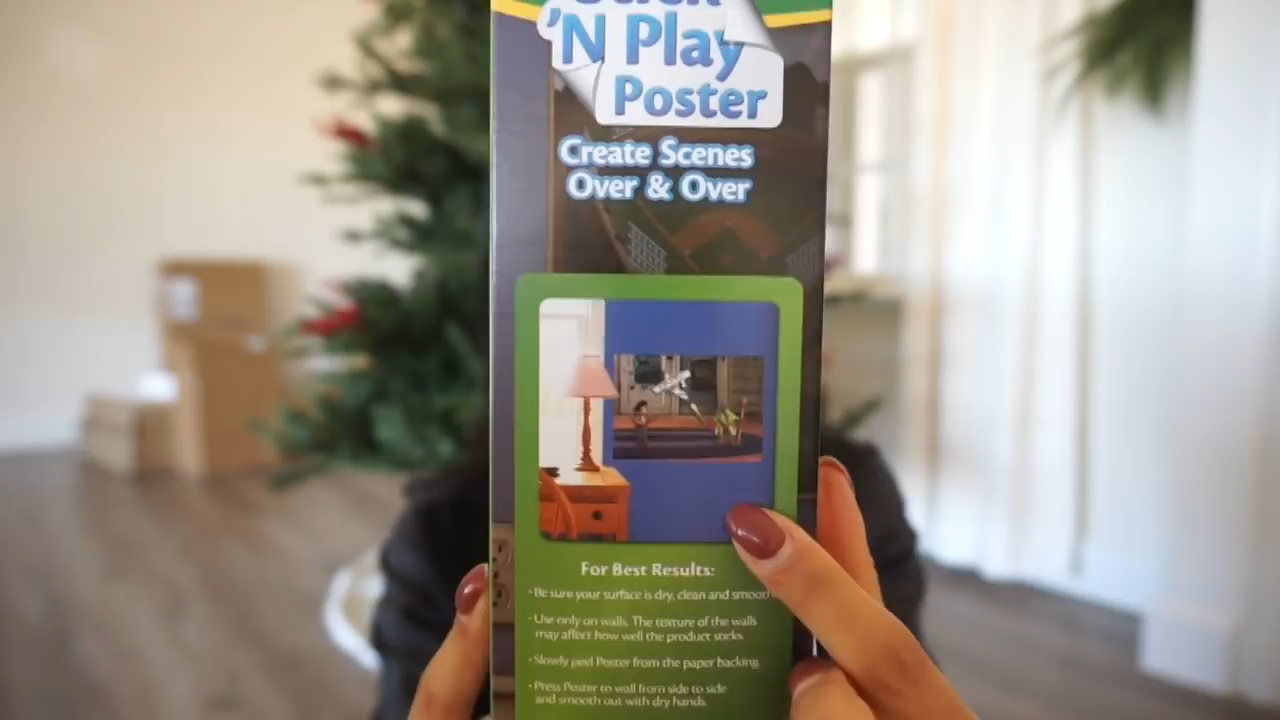 'N Play
Poster
Create Scenes
Over & Over
For Best Results:
• Be sure your surface is dry, clean and smooth
• Use only on walls. The texture of the walls
may affect how well the product sticks.
• Slowly peel Poster from the paper backing.
• Press Poster to wall from side to side
and smooth out with dry hands.